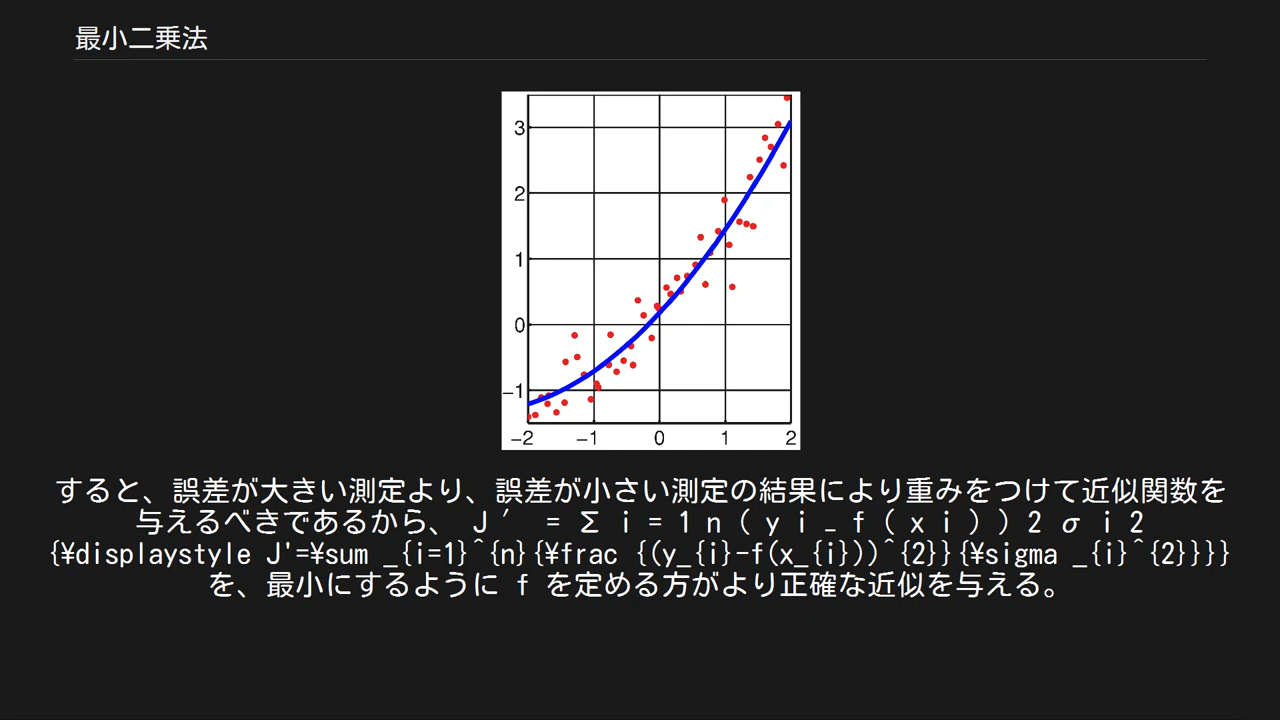 最小二乗法
3
2
1
0
−1
−2 −1 0 1 2
すると、誤差が大きい測定より、誤差が小さい測定の結果により重みをつけて近似関数を
与えるべきであるから、 J ′ = Σ i = 1 n ( y i − f ( x i ) ) 2 σ i 2
{¥displaystyle J'=¥sum _{i=1}^{n}{¥frac {(y_{i}-f(x_{i}))^{2}}{¥sigma _{i}^{2}}}}
を、最小にするように f を定める方がより正確な近似を与える。